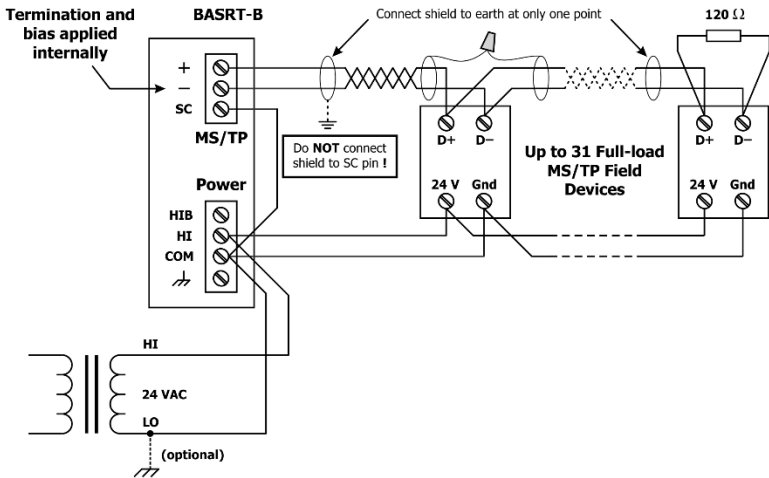 Termination and
bias applied
internally
BASRT-B
Connect shield to earth at only one point
120 Ω
+
–
SC
MS/TP
Do NOT connect
shield to SC pin !
D+ D–
Up to 31 Full-load
MS/TP Field
Devices
D+ D–
Power
24 V Gnd
24 V Gnd
HIB
HI
COM
HI
24 VAC
LO
(optional)